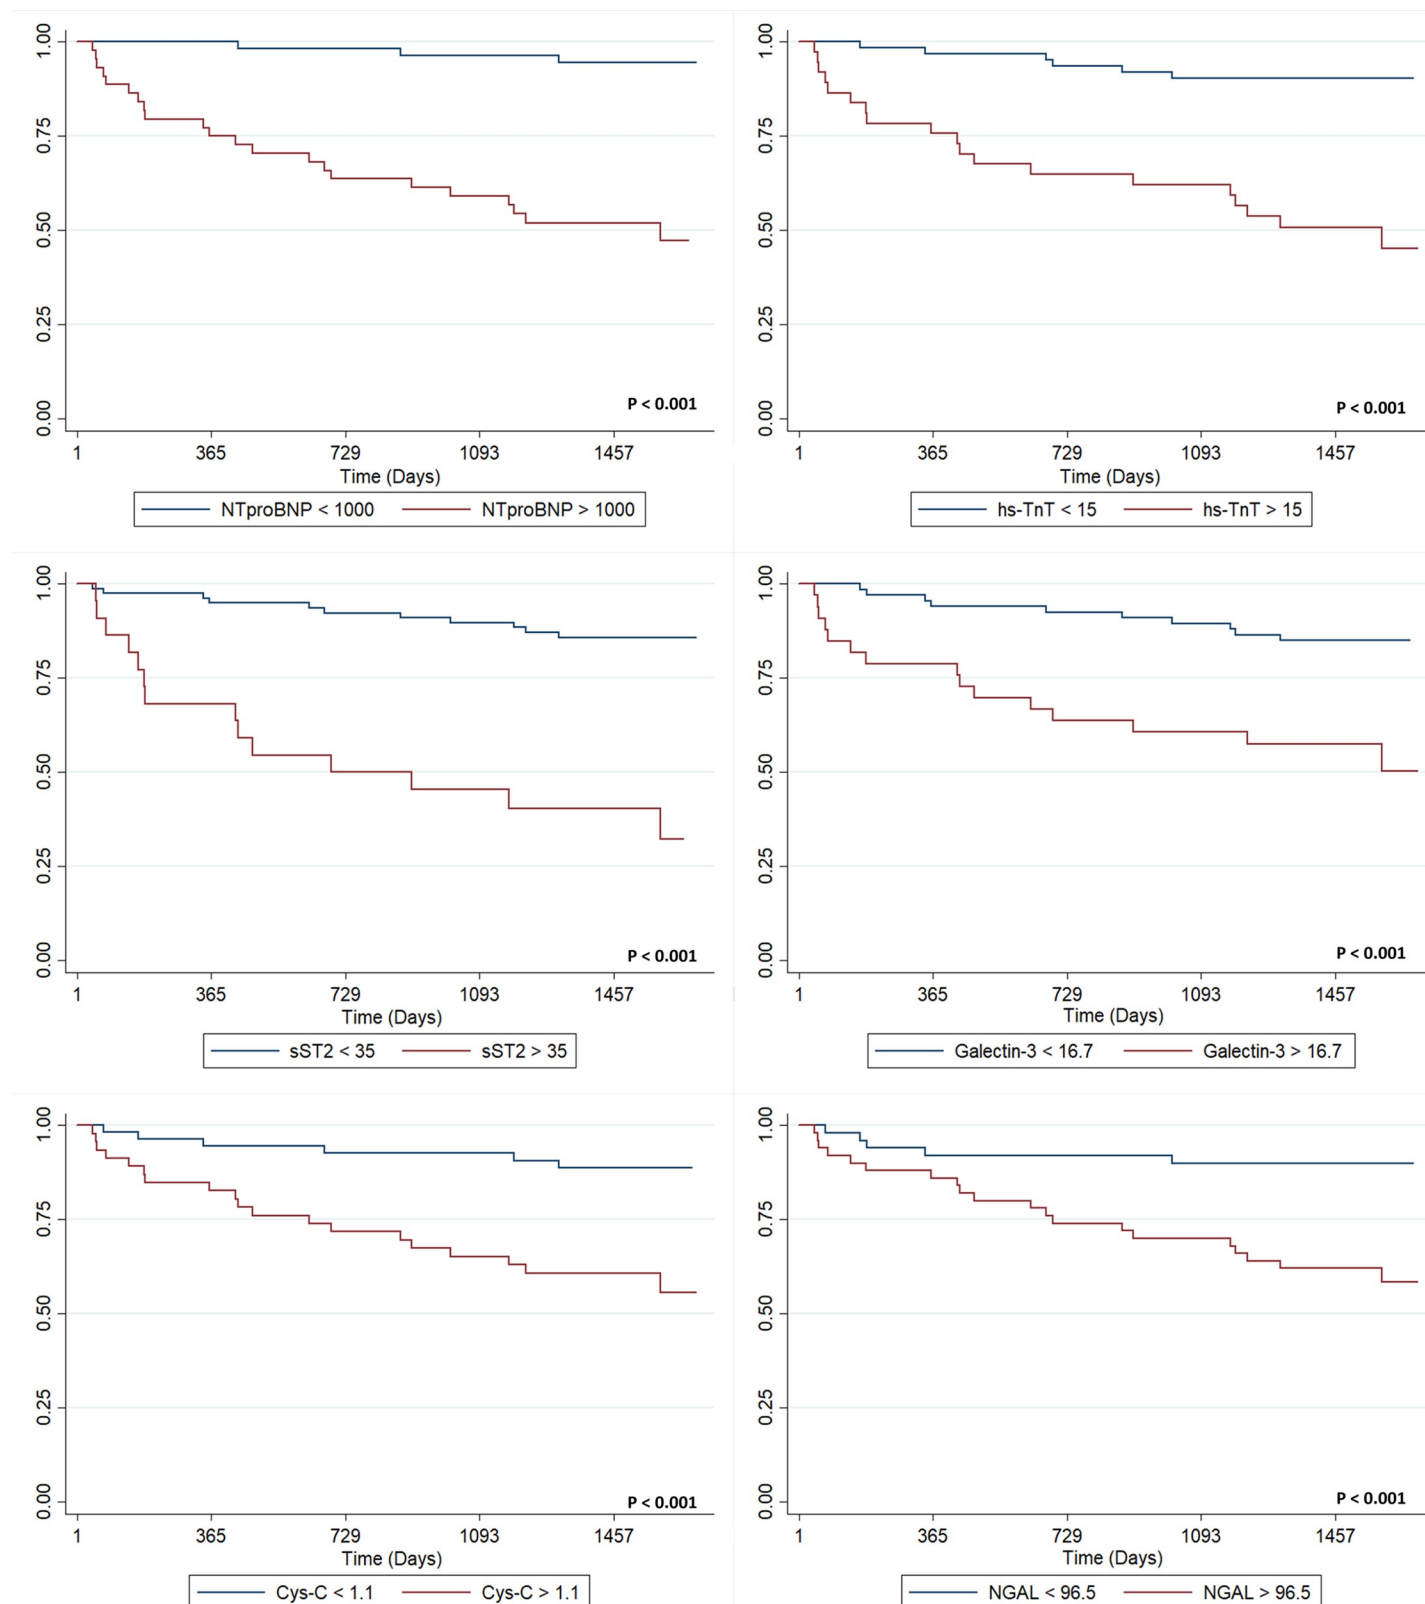 1.00
0.75
0.50
0.25
0.00
P < 0.001
1 365 729 1093 1457
Time (Days)
NTproBNP < 1000 NTproBNP > 1000
1.00
0.75
0.50
0.25
0.00
P < 0.001
1 365 729 1093 1457
Time (Days)
hs-TnT < 15 hs-TnT > 15
1.00
0.75
0.50
0.25
0.00
P < 0.001
1 365 729 1093 1457
Time (Days)
sST2 < 35 sST2 > 35
1.00
0.75
0.50
0.25
0.00
P < 0.001
1 365 729 1093 1457
Time (Days)
Galectin-3 < 16.7 Galectin-3 > 16.7
1.00
0.75
0.50
0.25
0.00
P < 0.001
1 365 729 1093 1457
Time (Days)
Cys-C < 1.1 Cys-C > 1.1
1.00
0.75
0.50
0.25
0.00
P < 0.001
1 365 729 1093 1457
Time (Days)
NGAL < 96.5 NGAL > 96.5